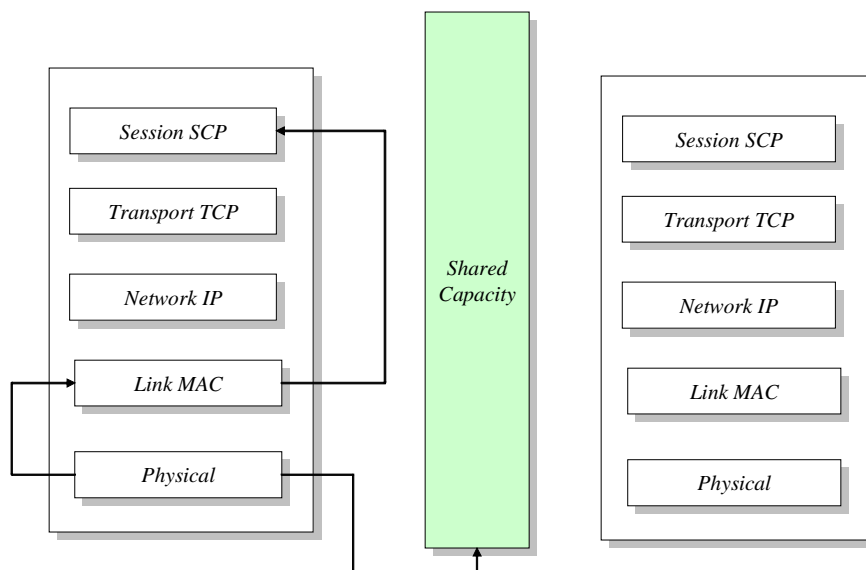 Session SCP
Transport TCP
Network IP
Link MAC
Physical
Shared
Capacity
Session SCP
Transport TCP
Network IP
Link MAC
Physical